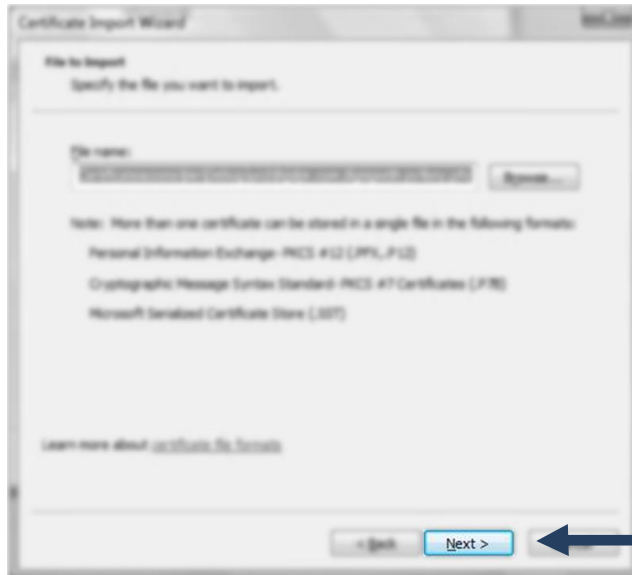 Certificate Import Wizard
File to Import
Specify the file you want to import.
File name:
Browse...
Note: More than one certificate can be stored in a single file in the following formats:
Personal Information Exchange- PKCS #12 (.PFX,.P12)
Cryptographic Message Syntax Standard- PKCS #7 Certificates (.P7B)
Microsoft Serialized Certificate Store (.SST)
Learn more about certificate file formats
< Back Next >